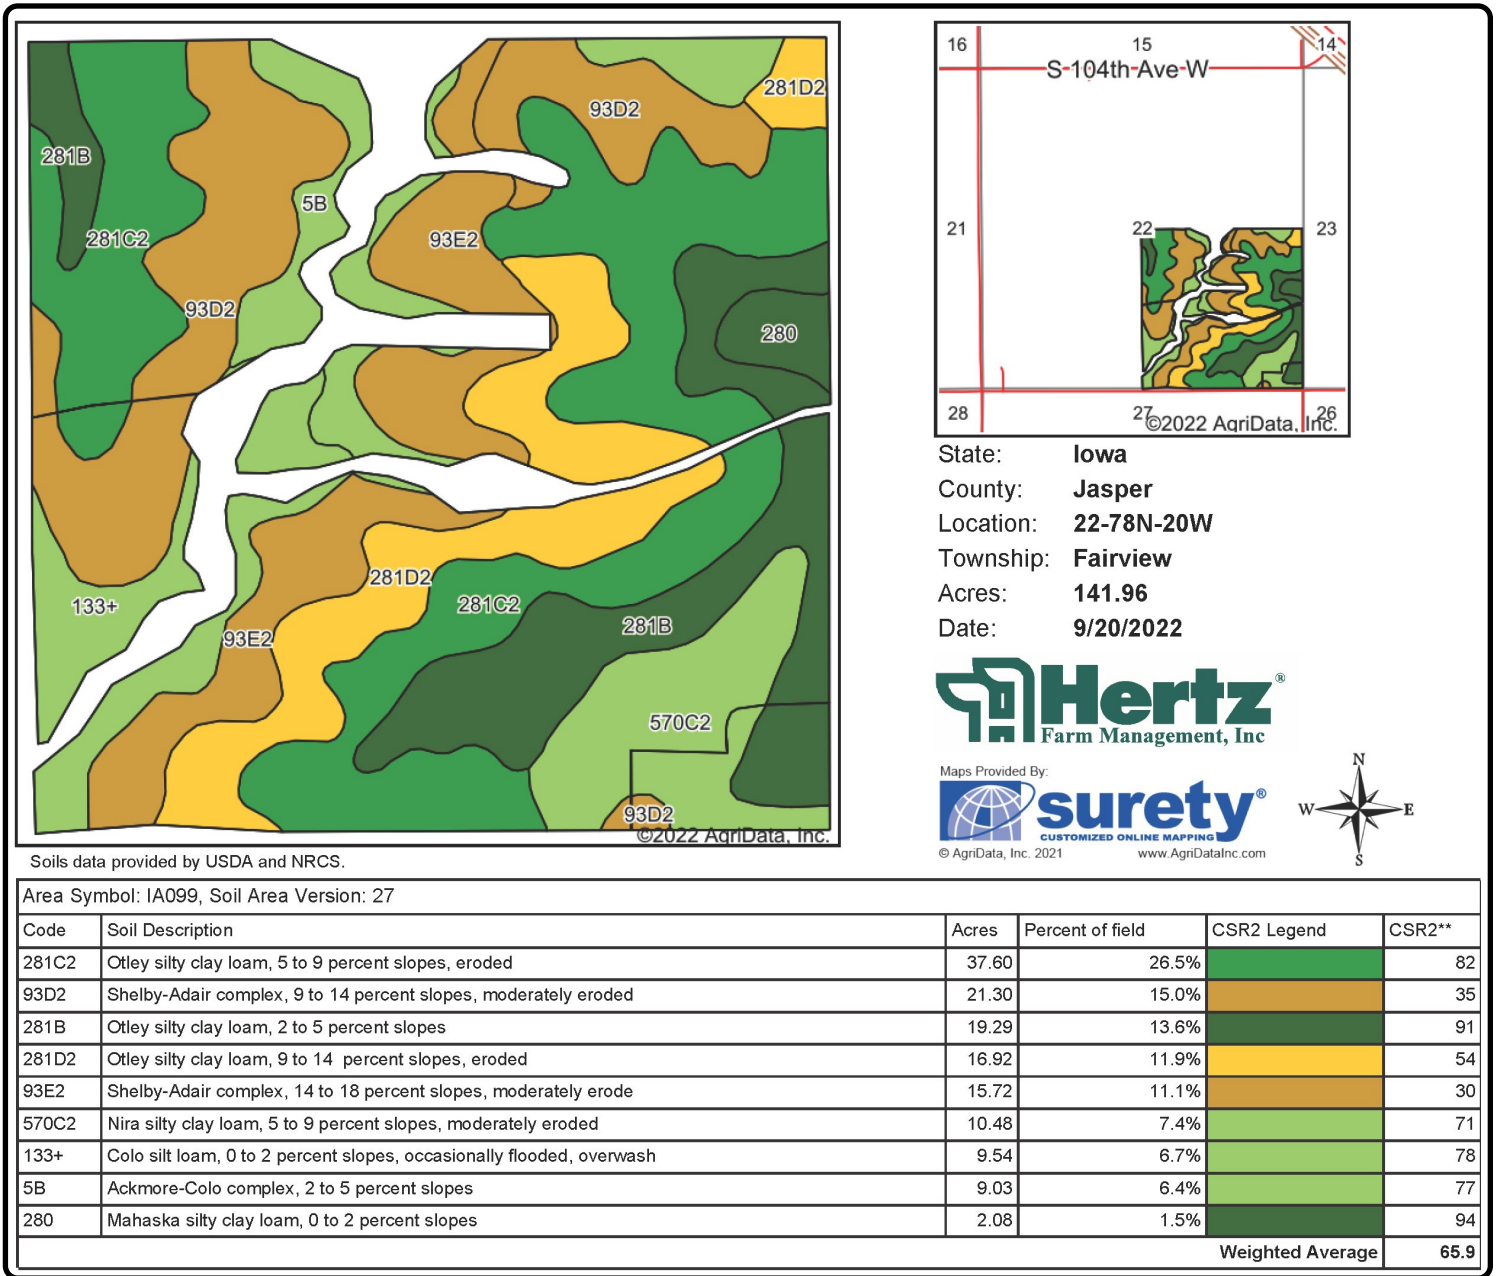 281D2
93D2
281B
5B
281C2
93E2
93D2
280
281D2
281C2
133+
281B
93E2
570C2
93D2
©2022 AgriData, Inc.
Soils data provided by USDA and NRCS.
16 15 14
S 104th Ave W
21 22 23
28 27 26
©2022 AgriData, Inc.
State: Iowa
County: Jasper
Location: 22-78N-20W
Township: Fairview
Acres: 141.96
Date: 9/20/2022
Hertz®
Farm Management, Inc
Maps Provided By:
surety®
CUSTOMIZED ONLINE MAPPING
© AgriData, Inc. 2021 www.AgriDataInc.com
N
W E
S
Area Symbol: IA099, Soil Area Version: 27
Code Soil Description Acres Percent of field CSR2 Legend CSR2**
281C2 Otley silty clay loam, 5 to 9 percent slopes, eroded 37.60 26.5% 82
93D2 Shelby-Adair complex, 9 to 14 percent slopes, moderately eroded 21.30 15.0% 35
281B Otley silty clay loam, 2 to 5 percent slopes 19.29 13.6% 91
281D2 Otley silty clay loam, 9 to 14 percent slopes, eroded 16.92 11.9% 54
93E2 Shelby-Adair complex, 14 to 18 percent slopes, moderately erode 15.72 11.1% 30
570C2 Nira silty clay loam, 5 to 9 percent slopes, moderately eroded 10.48 7.4% 71
133+ Colo silt loam, 0 to 2 percent slopes, occasionally flooded, overwash 9.54 6.7% 78
5B Ackmore-Colo complex, 2 to 5 percent slopes 9.03 6.4% 77
280 Mahaska silty clay loam, 0 to 2 percent slopes 2.08 1.5% 94
Weighted Average 65.9